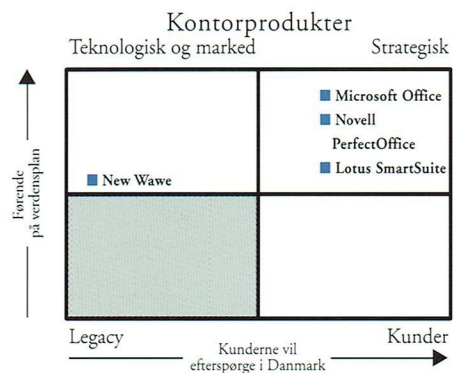 Kontorprodukter
Teknologisk og marked
Strategisk
Microsoft Office
Novell
PerfectOffice
Lotus SmartSuite
New Wawe
Førende
på verdensplan
Legacy
Kunder
Kunderne vil
efterspørge i Danmark